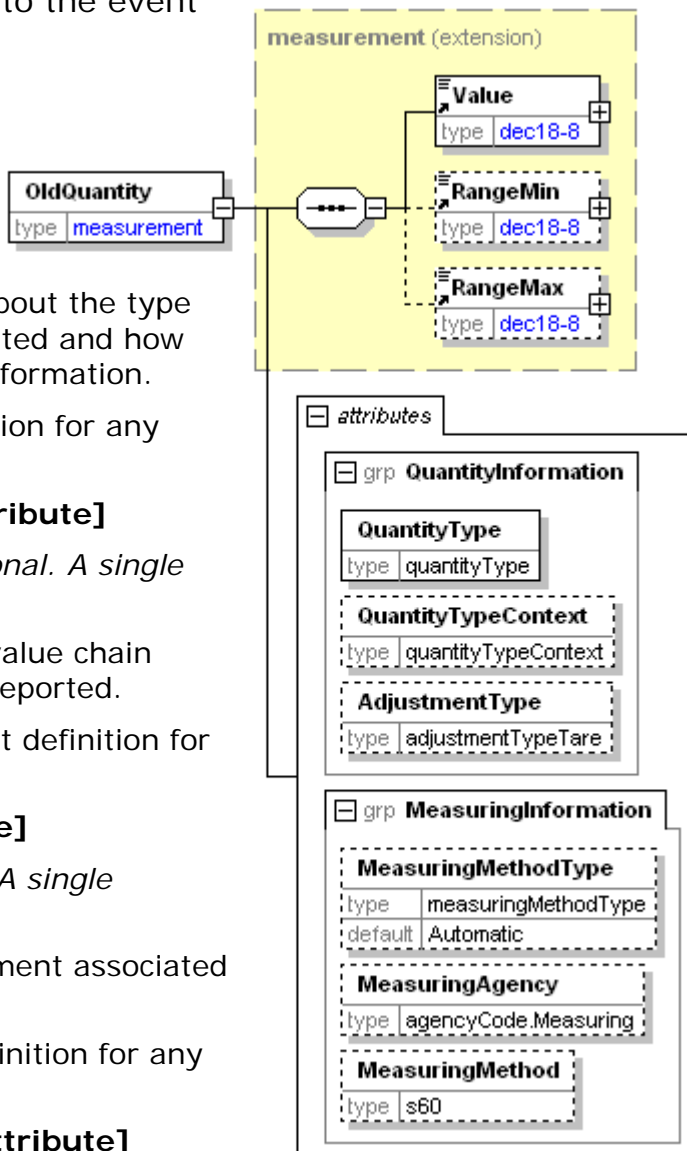 to the event
measurement (extension)
Value
type dec18-8
OldQuantity
type measurement
RangeMin
type dec18-8
RangeMax
type dec18-8
bout the type
ted and how
formation.
ion for any
ribute]
onal. A single
value chain
eported.
t definition for
e]
A single
ment associated
inition for any
ttribute]
attributes
grp QuantityInformation
QuantityType
type quantityType
QuantityTypeContext
type quantityTypeContext
AdjustmentType
type adjustmentTypeTare
grp MeasuringInformation
MeasuringMethodType
type measuringMethodType
default Automatic
MeasuringAgency
type agencyCode.Measuring
MeasuringMethod
type s60